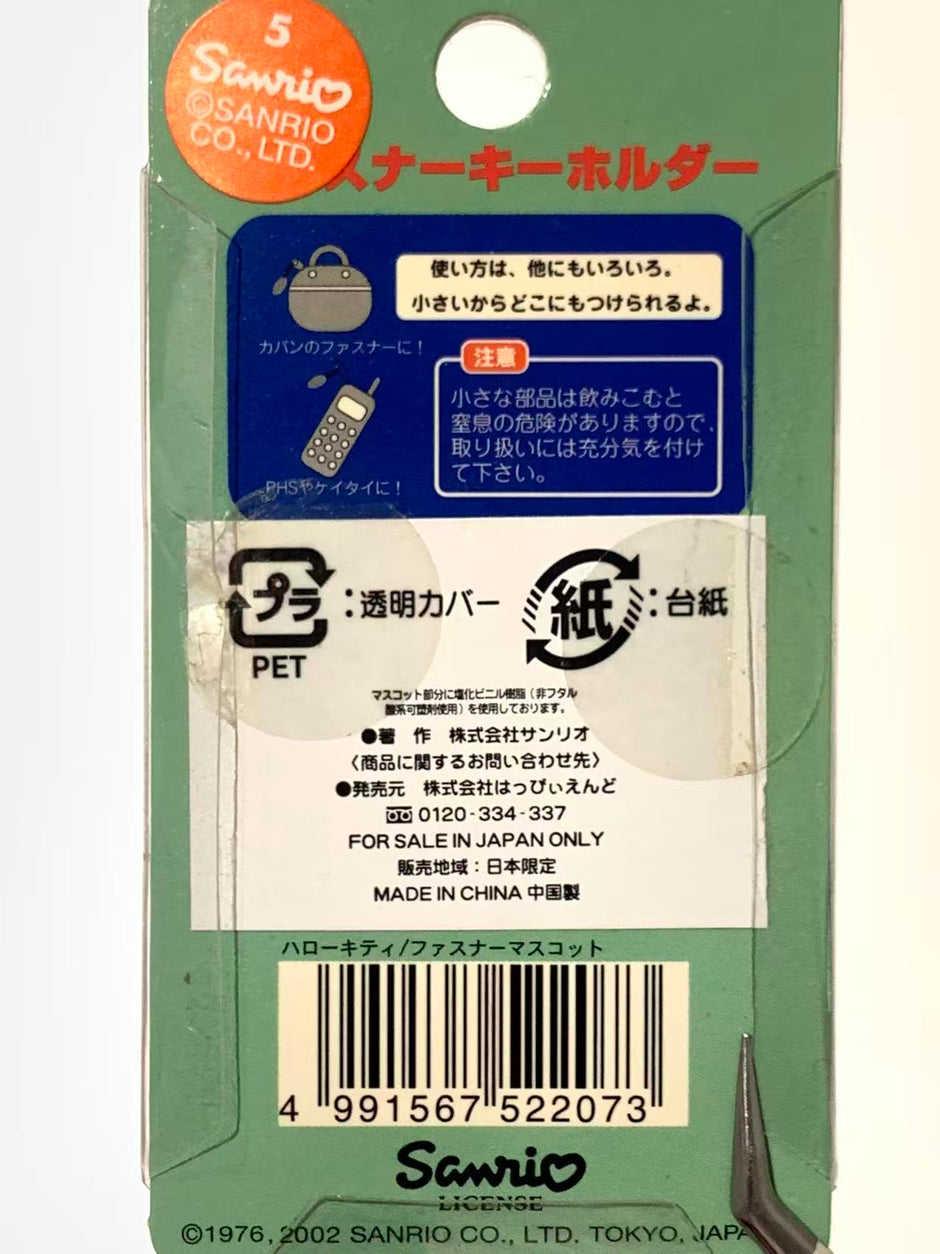 5
Sanrio
©SANRIO
CO., LTD.
スナーキーホルダー
使い方は、他にもいろいろ。
小さいからどこにもつけられるよ。
カバンのファスナーに！
注意
小さな部品は飲みこむと
窒息の危険がありますので、
取り扱いには充分気を付け
て下さい。
PHSやケイタイに！
プラ:透明カバー
PET
紙:台紙
マスコット部分に塩化ビニル樹脂（非フタル
酸系可塑剤使用）を使用しております。
●著　作　株式会社サンリオ
〈商品に関するお問い合わせ先〉
●発売元　株式会社はっぴぃえんど
0120-334-337
FOR SALE IN JAPAN ONLY
販売地域：日本限定
MADE IN CHINA 中国製
ハローキティ/ファスナーマスコット
4 991567 522073
Sanrio
LICENSE
©1976, 2002 SANRIO CO., LTD. TOKYO, JAPA